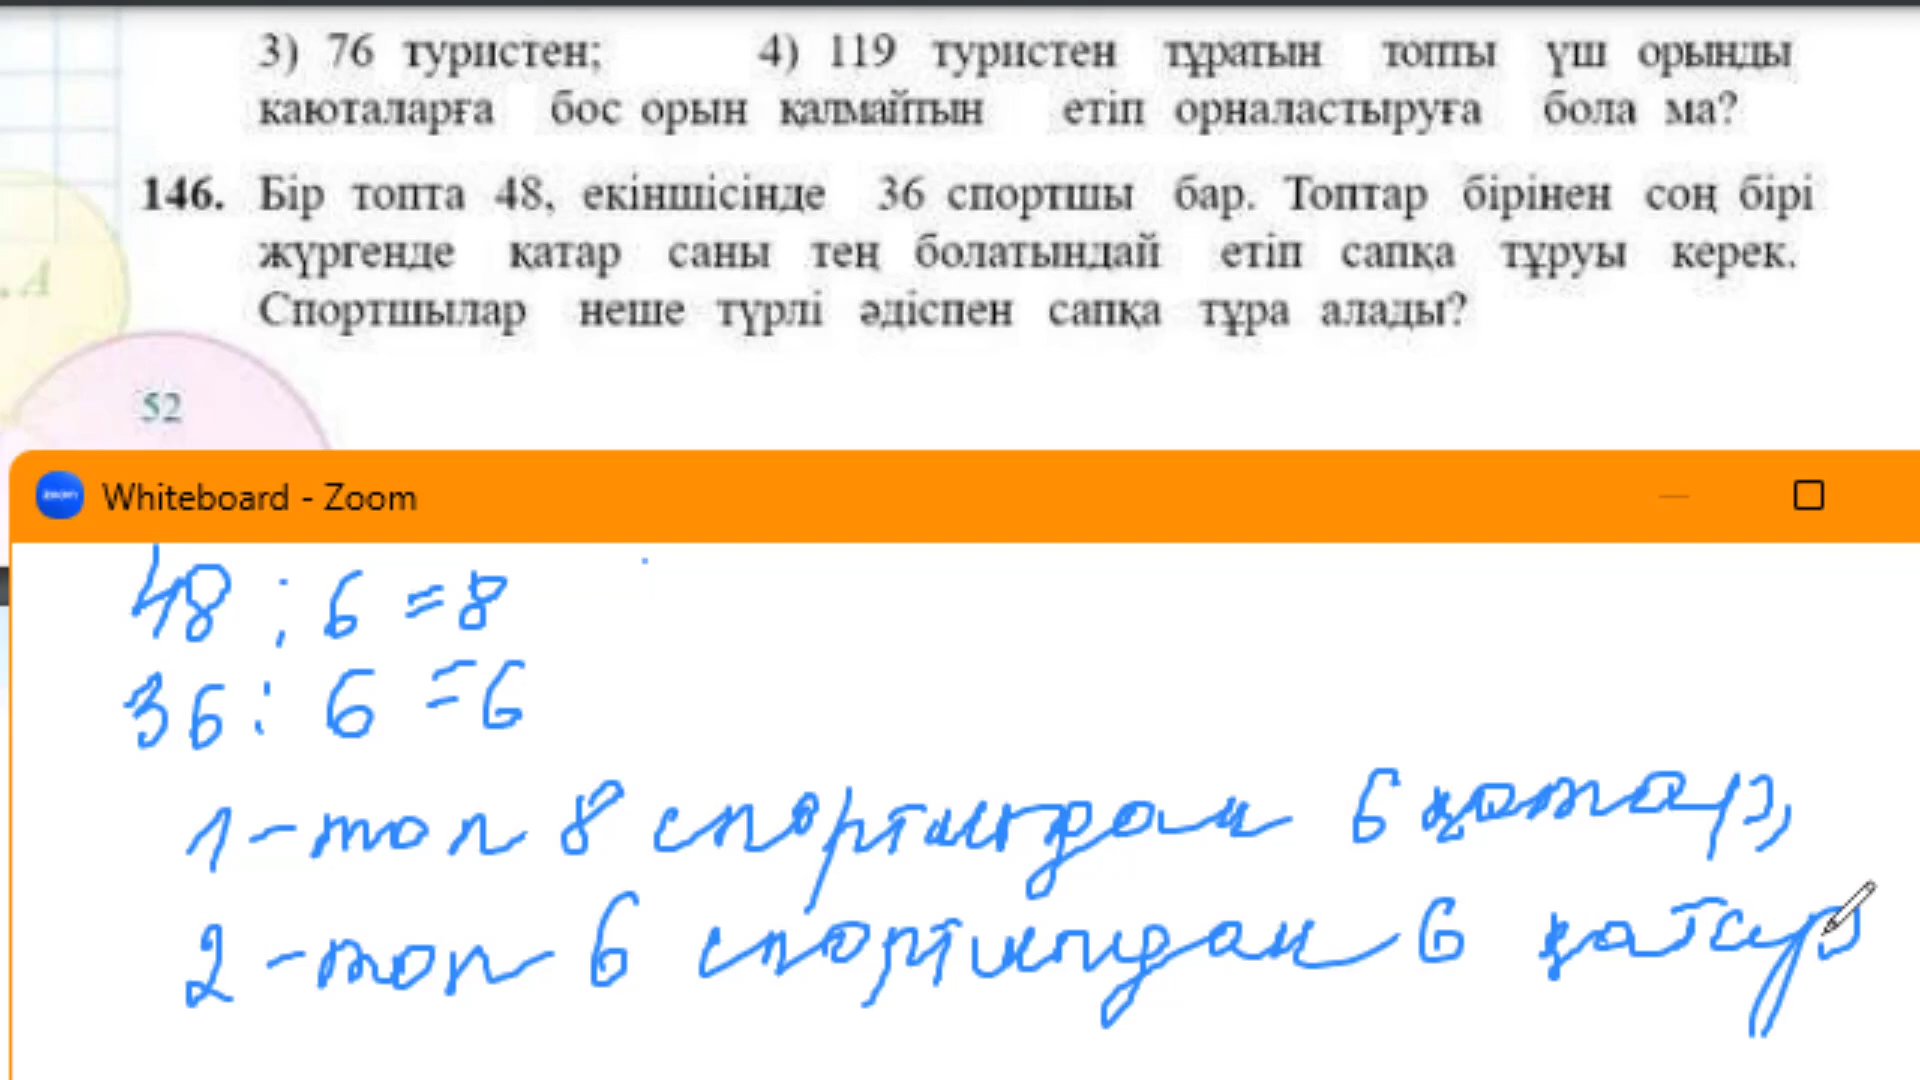 3) 76 туристен; 4) 119 туристен тұратын топты үш орынды
каюталарға бос орын қалмайтын етіп орналастыруға бола ма?
146. Бір топта 48, екіншісінде 36 спортшы бар. Топтар бірінен соң бірі
жүргенде қатар саны тең болатындай етіп сапқа тұруы керек.
. А
Спортшылар неше түрлі әдіспен сапқа тұра алады?
52
zoom Whiteboard - Zoom
48 : 6 = 8
36 : 6 = 6
1-топ 8 спортшыдан 6 қатар,
2-топ 6 спортшыдан 6 қатар